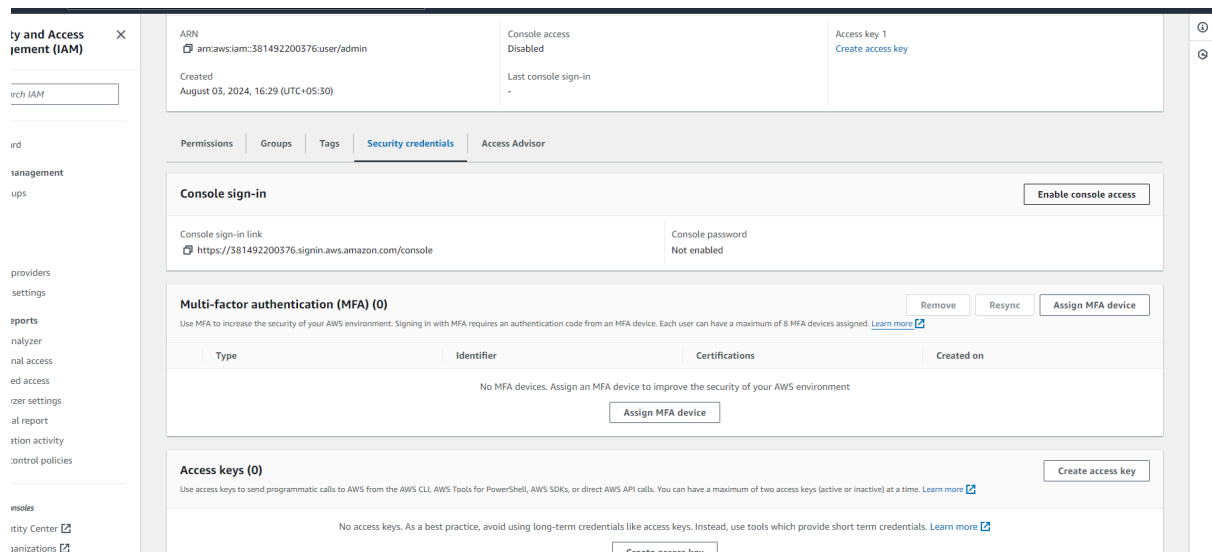 ty and Access
ement (IAM)
rch IAM
rd
anagement
ups
providers
settings
eports
nalyzer
nal access
ed access
yzer settings
al report
ation activity
control policies
onsoles
ntity Center
ganizations
ARN
arn:aws:iam::381492200376:user/admin
Console access
Disabled
Access key 1
Create access key
Created
August 03, 2024, 16:29 (UTC+05:30)
Last console sign-in
-
Permissions Groups Tags Security credentials Access Advisor
Console sign-in
Enable console access
Console sign-in link
https://381492200376.signin.aws.amazon.com/console
Console password
Not enabled
Multi-factor authentication (MFA) (0)
Remove Resync Assign MFA device
Use MFA to increase the security of your AWS environment. Signing in with MFA requires an authentication code from an MFA device. Each user can have a maximum of 8 MFA devices assigned. Learn more
Type Identifier Certifications Created on
No MFA devices. Assign an MFA device to improve the security of your AWS environment
Assign MFA device
Access keys (0)
Create access key
Use access keys to send programmatic calls to AWS from the AWS CLI, AWS Tools for PowerShell, AWS SDKs, or direct AWS API calls. You can have a maximum of two access keys (active or inactive) at a time. Learn more
No access keys. As a best practice, avoid using long-term credentials like access keys. Instead, use tools which provide short term credentials. Learn more
Create access key